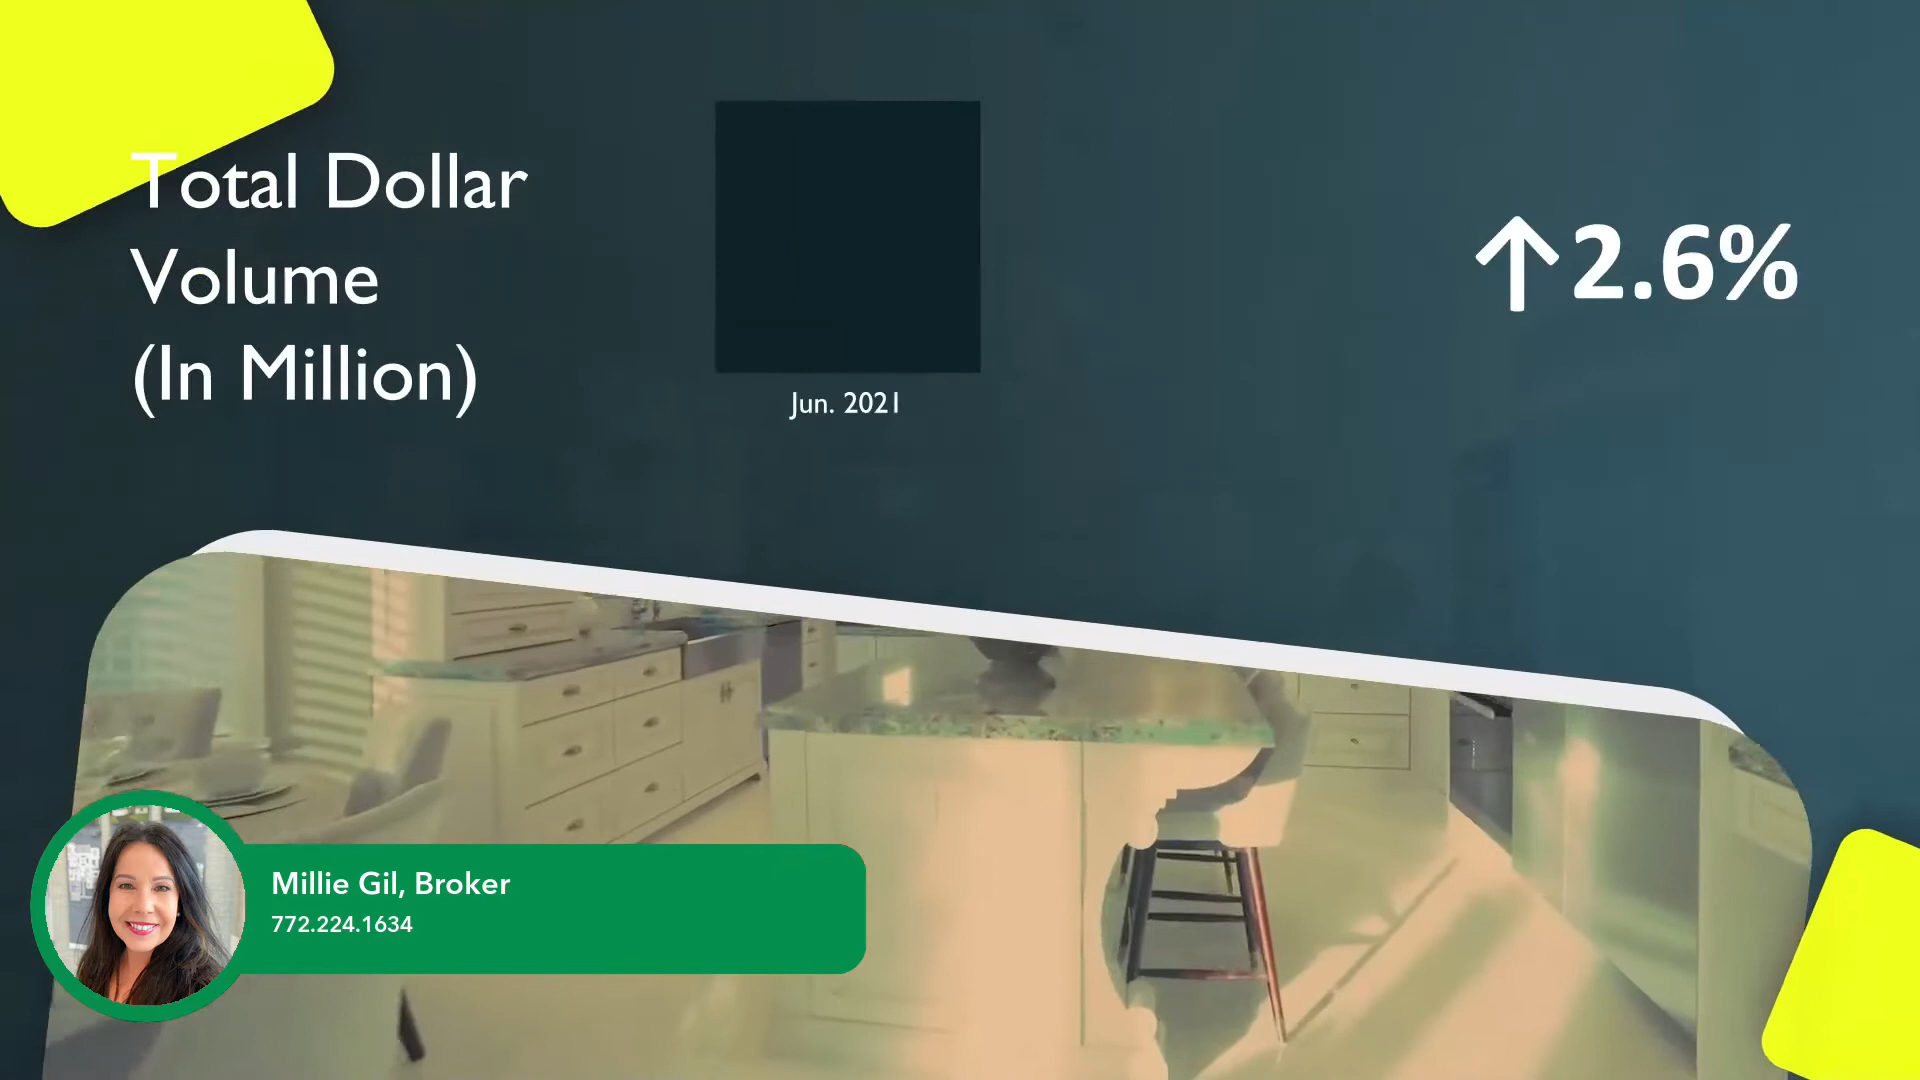 Total Dollar
Volume
(In Million)
Jun. 2021
↑2.6%
Millie Gil, Broker
772.224.1634